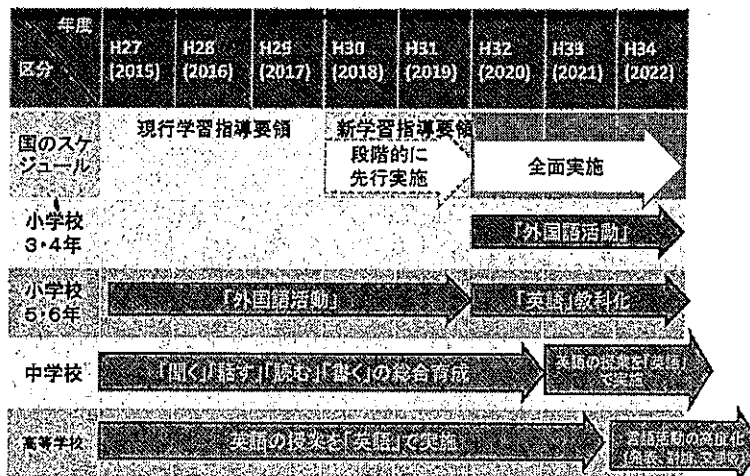 年度
区分
H27 (2015)
H28 (2016)
H29 (2017)
H30 (2018)
H31 (2019)
H32 (2020)
H33 (2021)
H34 (2022)
国のスケジュール
現行学習指導要領
新学習指導要領
段階的に
先行実施
全面実施
小学校
3・4年
「外国語活動」
小学校
5・6年
「外国語活動」
「英語」教科化
中学校
「聞く」「話す」「読む」「書く」の総合育成
英語の授業を「英語」
で実施
高等学校
英語の授業を「英語」で実施
言語活動の高度化